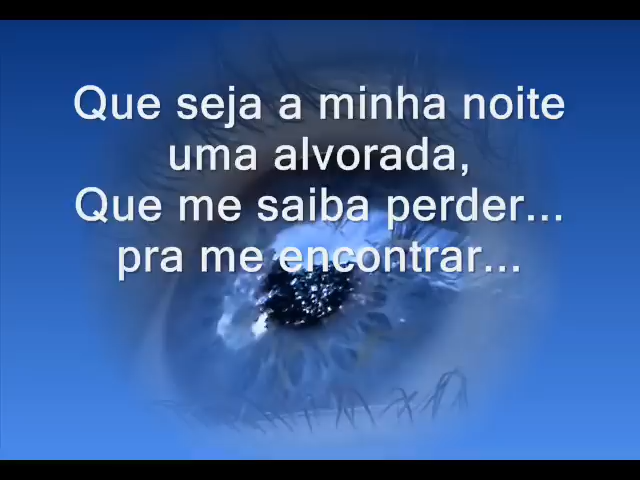 Que seja a minha noite
uma alvorada,
Que me saiba perder...
pra me encontrar...